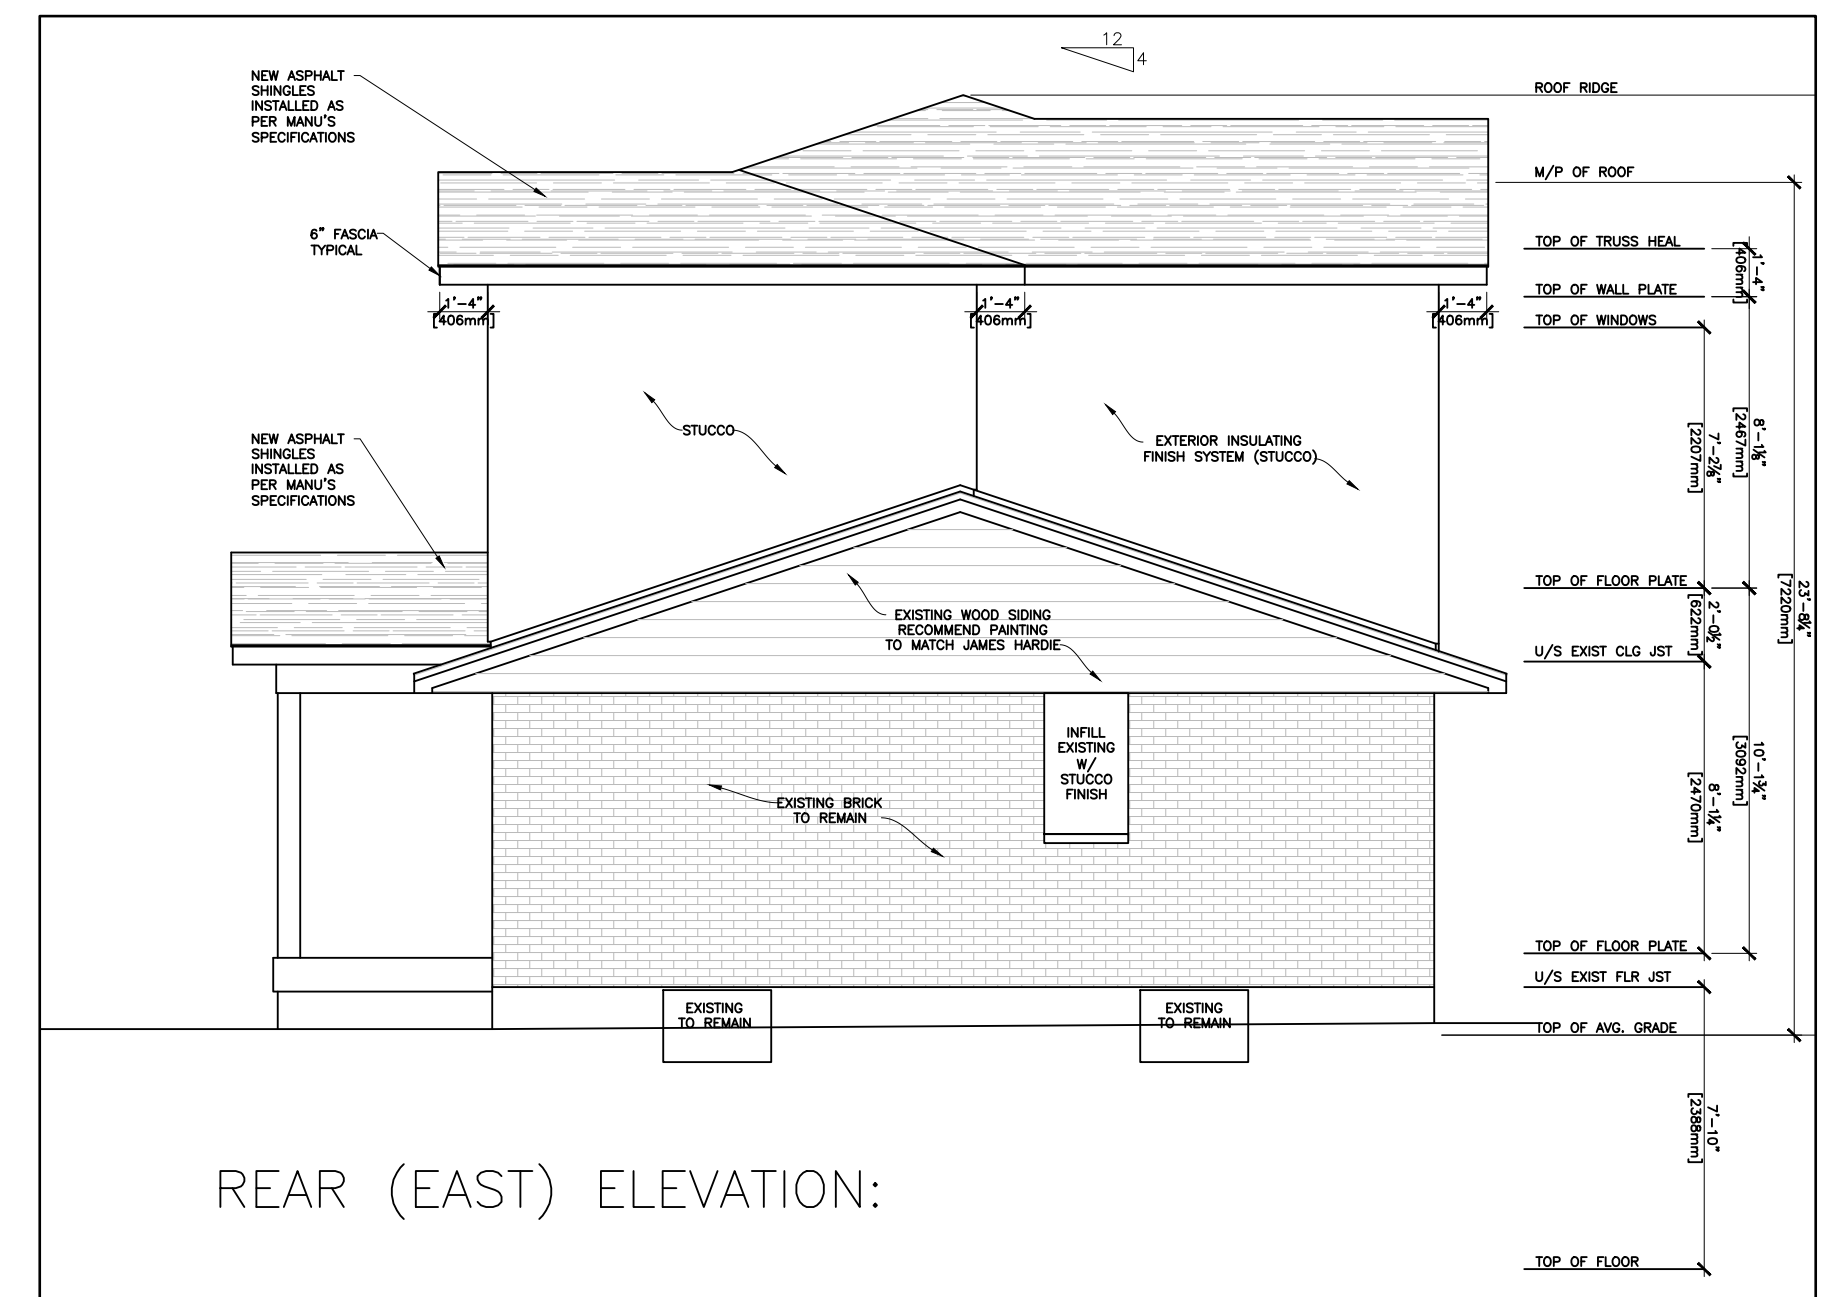 12
4
NEW ASPHALT
SHINGLES
INSTALLED AS
PER MANU'S
SPECIFICATIONS
ROOF RIDGE
M/P OF ROOF
6" FASCIA
TYPICAL
TOP OF TRUSS HEAL
1'-4"
[406mm]
TOP OF WALL PLATE
TOP OF WINDOWS
1'-4"
[406mm]
1'-4"
[406mm]
1'-4"
[406mm]
STUCCO
EXTERIOR INSULATING
FINISH SYSTEM (STUCCO)
8'-1⅛"
[2467mm]
7'-2⅞"
[2207mm]
NEW ASPHALT
SHINGLES
INSTALLED AS
PER MANU'S
SPECIFICATIONS
TOP OF FLOOR PLATE
23'-8¼"
[7220mm]
2'-0½"
[622mm]
EXISTING WOOD SIDING
RECOMMEND PAINTING
TO MATCH JAMES HARDIE
U/S EXIST CLG JST
INFILL
EXISTING
W/
STUCCO
FINISH
10'-1¾"
[3092mm]
8'-1¼"
[2470mm]
EXISTING BRICK
TO REMAIN
TOP OF FLOOR PLATE
U/S EXIST FLR JST
EXISTING
TO REMAIN
EXISTING
TO REMAIN
TOP OF AVG. GRADE
7'-10"
[2388mm]
REAR (EAST) ELEVATION:
TOP OF FLOOR